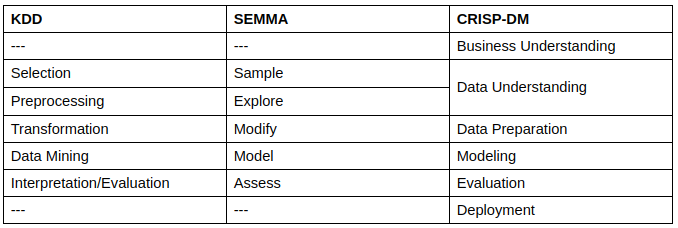 KDD SEMMA CRISP-DM
--- --- Business Understanding
Selection Sample Data Understanding
Preprocessing Explore
Transformation Modify Data Preparation
Data Mining Model Modeling
Interpretation/Evaluation Assess Evaluation
--- --- Deployment